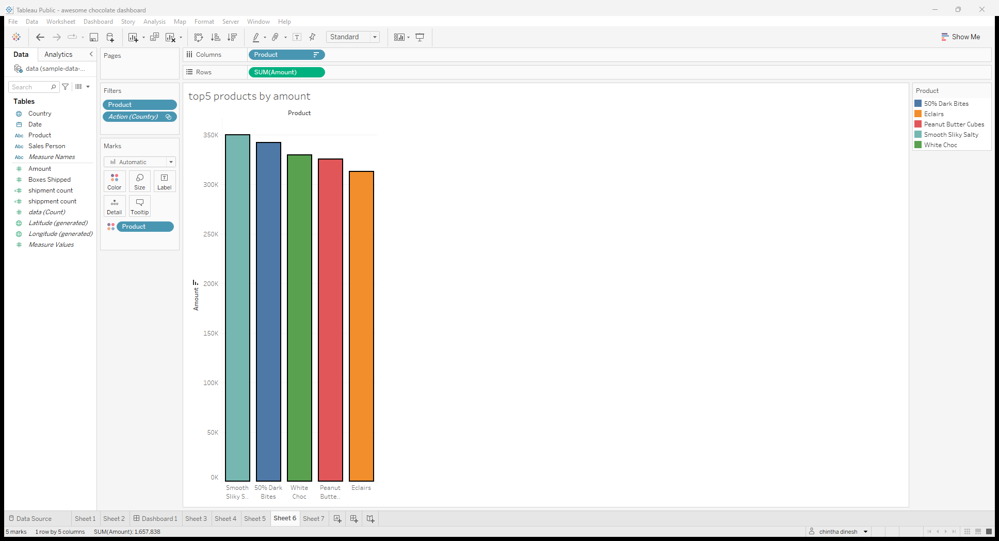 Tableau Public - awesome chocolate dashboard
File Data Worksheet Dashboard Story Analysis Map Format Server Window Help
Standard
Show Me
Data Analytics
data (sample-data-...
Search
Tables
Country
Date
Abc Product
Abc Sales Person
Abc Measure Names
Amount
Boxes Shipped
shipment count
shippment count
data (Count)
Latitude (generated)
Longitude (generated)
Measure Values
Pages
Filters
Product
Action (Country)
Marks
Automatic
Color Size Label
Detail Tooltip
Product
Columns Product
Rows SUM(Amount)
top5 products by amount
Product
350K
300K
250K
200K
150K
100K
50K
0K
Amount
Smooth Sliky S..
50% Dark Bites
White Choc
Peanut Butte..
Eclairs
Product
50% Dark Bites
Eclairs
Peanut Butter Cubes
Smooth Sliky Salty
White Choc
Data Source Sheet 1 Sheet 2 Dashboard 1 Sheet 3 Sheet 4 Sheet 5 Sheet 6 Sheet 7
5 marks 1 row by 5 columns SUM(Amount): 1,657,838
chintha dinesh